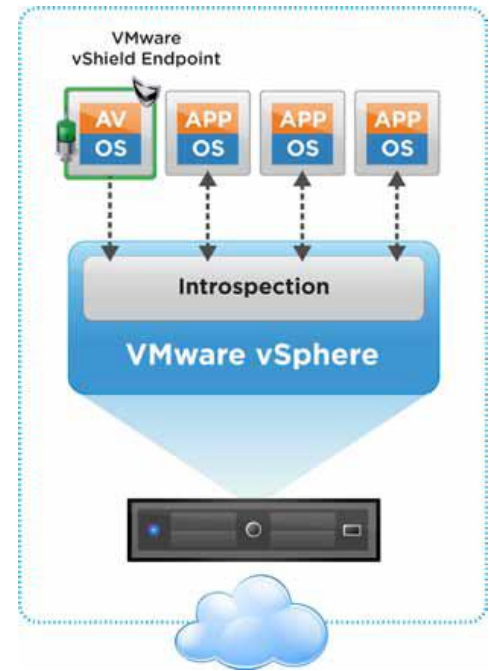 VMware
vShield Endpoint
AV APP APP APP
OS OS OS OS
Introspection
VMware vSphere